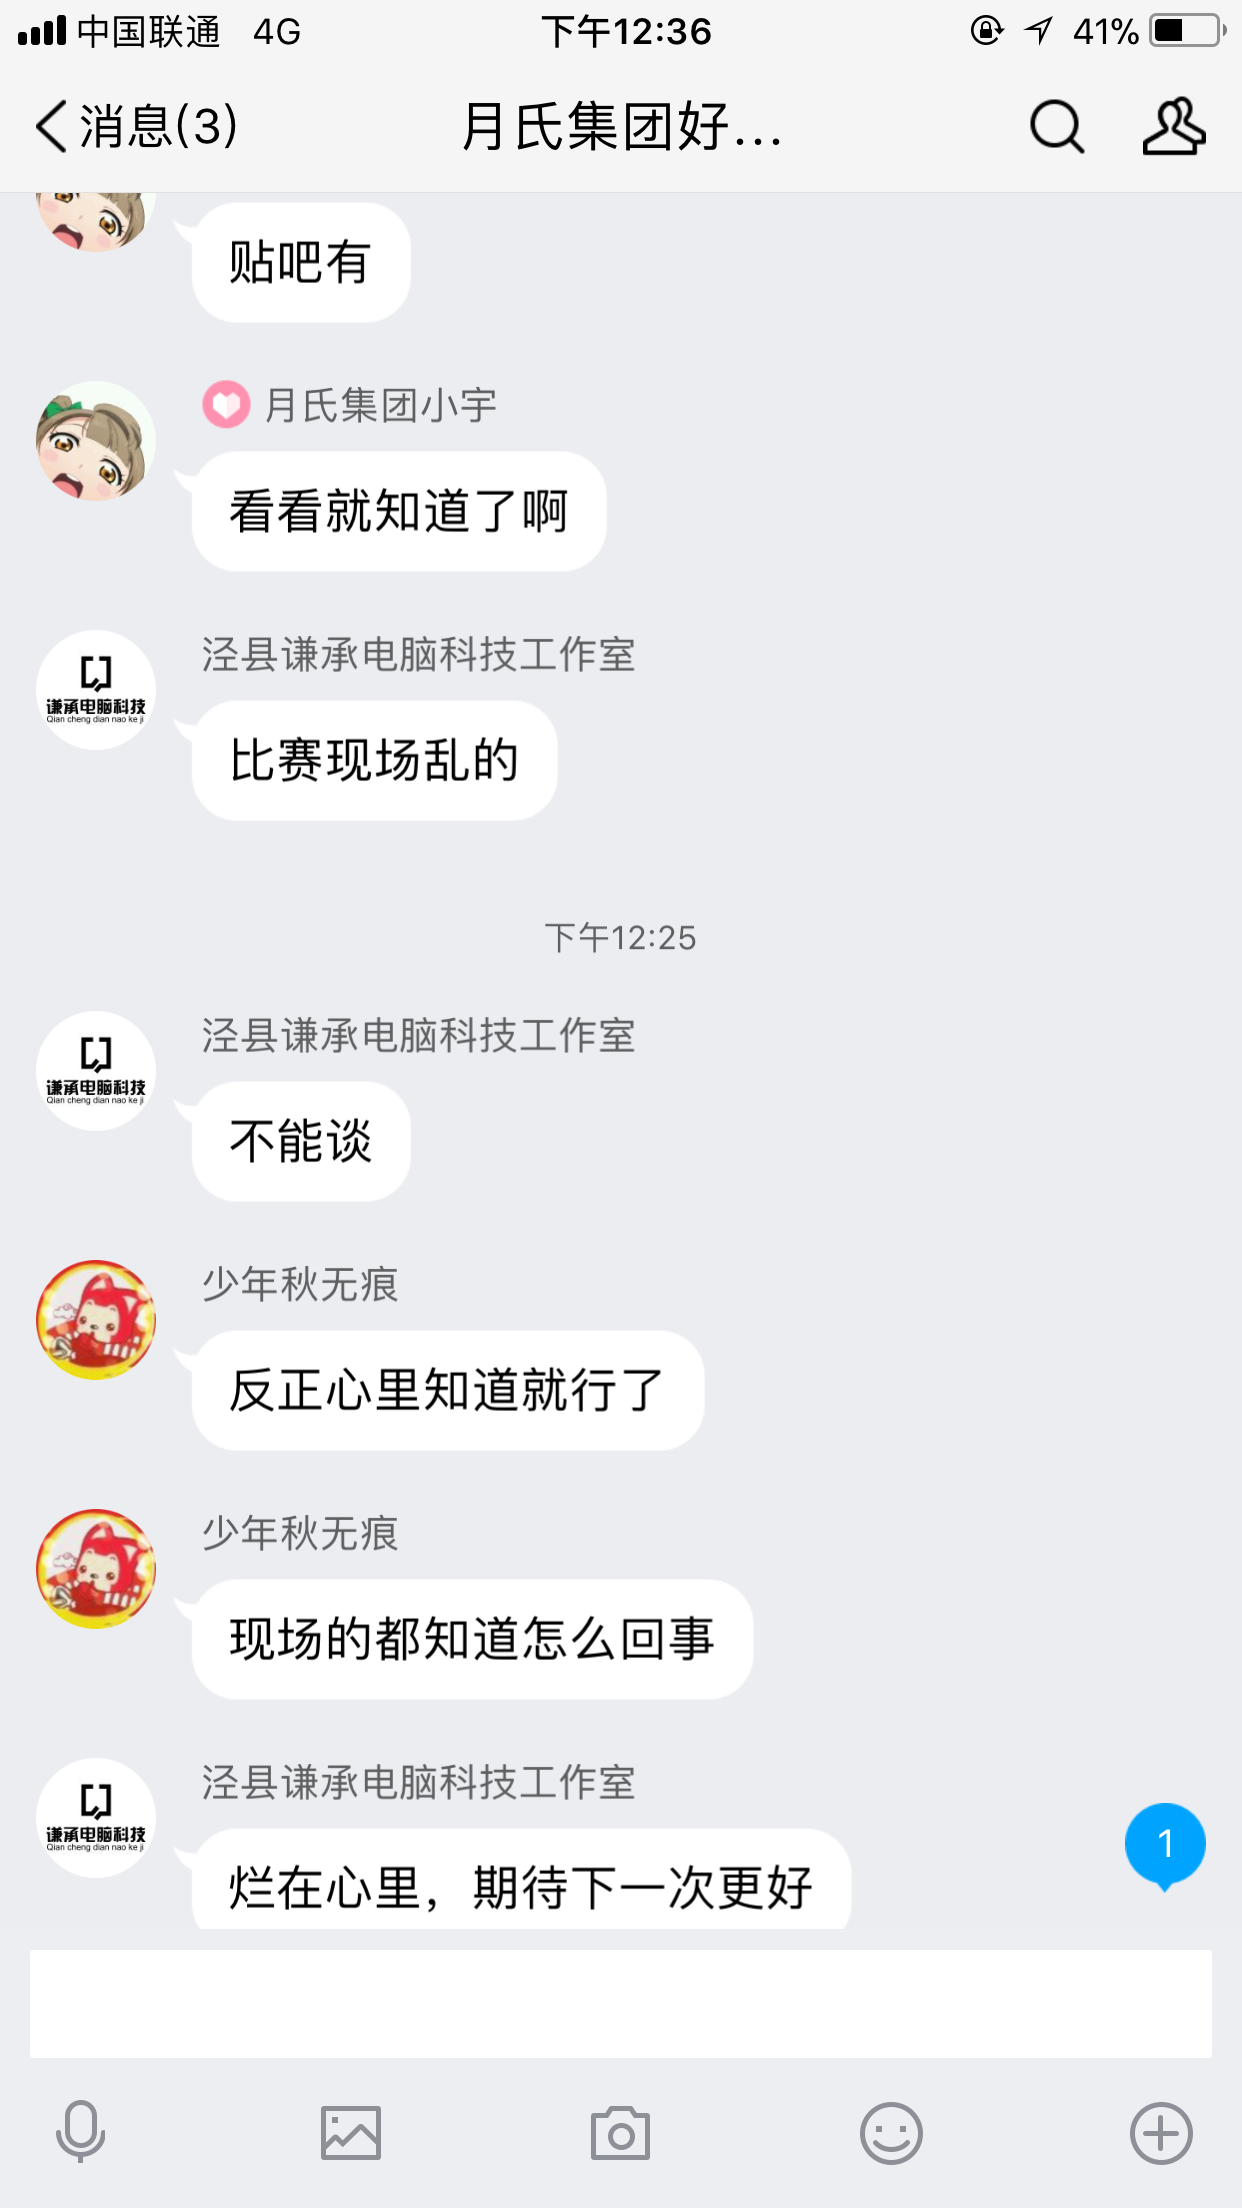 中国联通 4G 下午12:36 41%
消息(3) 月氏集团好...
贴吧有
月氏集团小宇
看看就知道了啊
泾县谦承电脑科技工作室
谦承电脑科技
Qian cheng dian nao ke ji
比赛现场乱的
下午12:25
泾县谦承电脑科技工作室
谦承电脑科技
Qian cheng dian nao ke ji
不能谈
少年秋无痕
反正心里知道就行了
少年秋无痕
现场的都知道怎么回事
泾县谦承电脑科技工作室
谦承电脑科技
Qian cheng dian nao ke ji
1
烂在心里，期待下一次更好